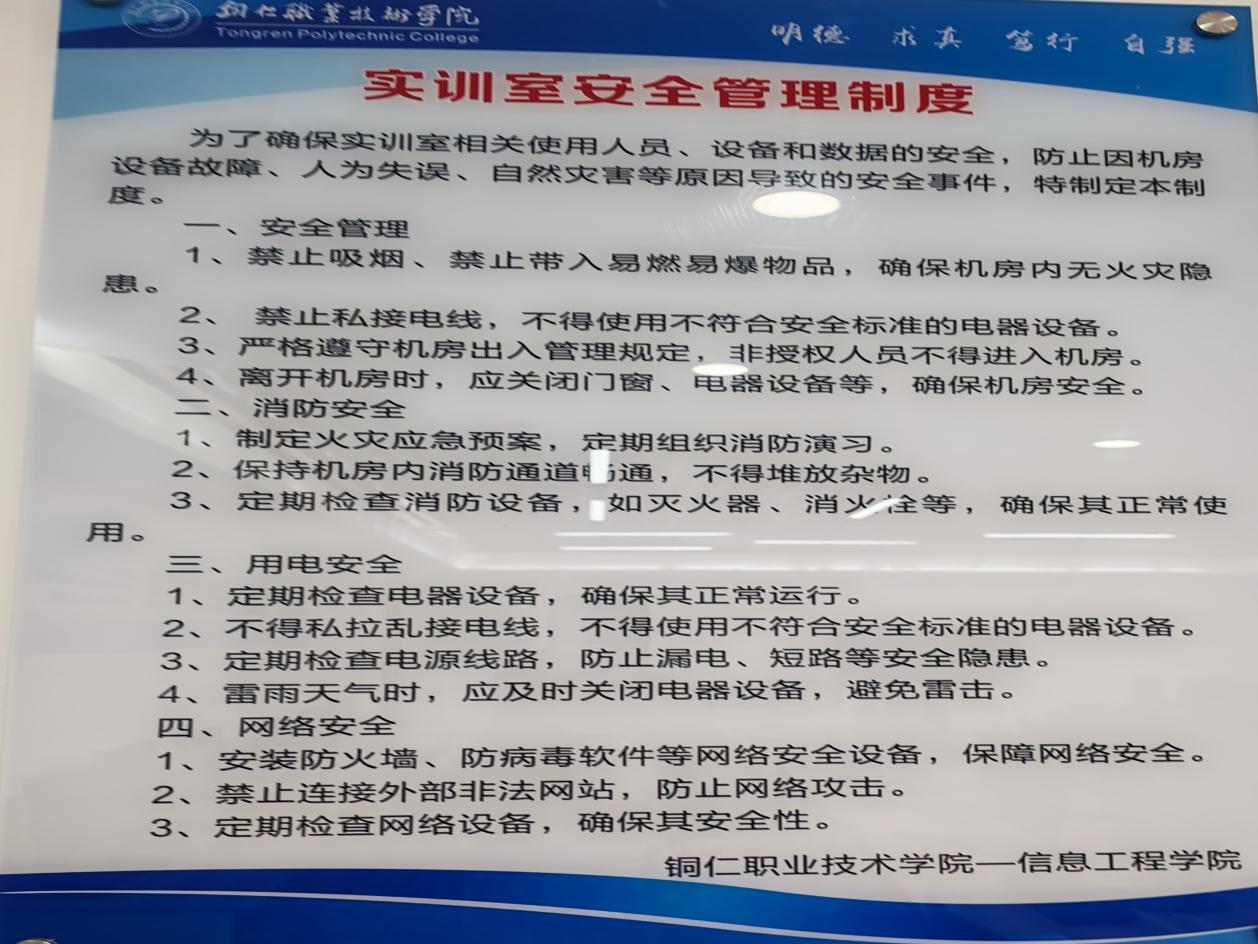 铜仁职业技术学院
Tongren Polytechnic College
明德 求真 笃行 自强
实训室安全管理制度
为了确保实训室相关使用人员、设备和数据的安全，防止因机房
设备故障、人为失误、自然灾害等原因导致的安全事件，特制定本制
度。
一、安全管理
1、禁止吸烟、禁止带入易燃易爆物品，确保机房内无火灾隐
患。
2、 禁止私接电线，不得使用不符合安全标准的电器设备。
3、严格遵守机房出入管理规定，非授权人员不得进入机房。
4、离开机房时，应关闭门窗、电器设备等，确保机房安全。
二、消防安全
1、制定火灾应急预案，定期组织消防演习。
2、保持机房内消防通道畅通，不得堆放杂物。
3、定期检查消防设备，如灭火器、消火栓等，确保其正常使
用。
三、用电安全
1、定期检查电器设备，确保其正常运行。
2、不得私拉乱接电线，不得使用不符合安全标准的电器设备。
3、定期检查电源线路，防止漏电、短路等安全隐患。
4、雷雨天气时，应及时关闭电器设备，避免雷击。
四、网络安全
1、安装防火墙、防病毒软件等网络安全设备，保障网络安全。
2、禁止连接外部非法网站，防止网络攻击。
3、定期检查网络设备，确保其安全性。
铜仁职业技术学院—信息工程学院